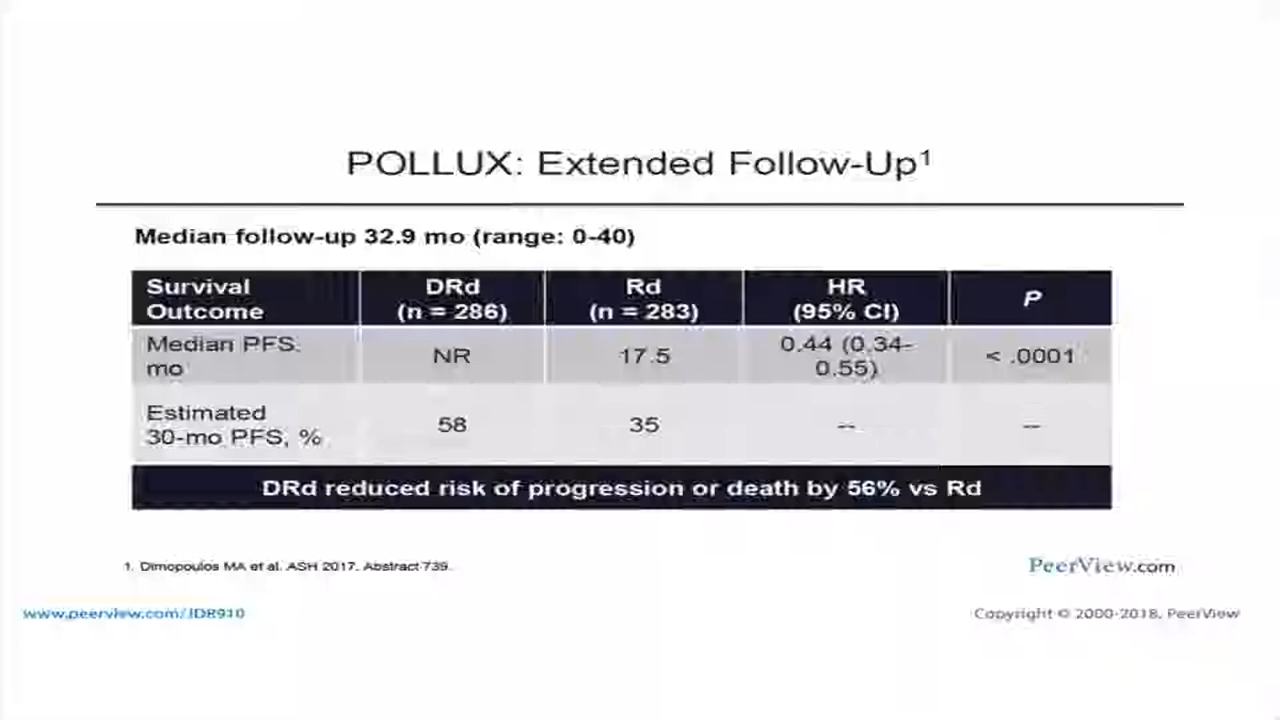 POLLUX: Extended Follow-Up¹
Median follow-up 32.9 mo (range: 0-40)
Survival Outcome DRd (n = 286) Rd (n = 283) HR (95% CI) P
Median PFS, mo NR 17.5 0.44 (0.34-0.55) < .0001
Estimated 30-mo PFS, % 58 35 -- --
DRd reduced risk of progression or death by 56% vs Rd
1. Dimopoulos MA et al. ASH 2017. Abstract 739.
PeerView.com
www.peerview.com/JDR910
Copyright © 2000-2018, PeerView